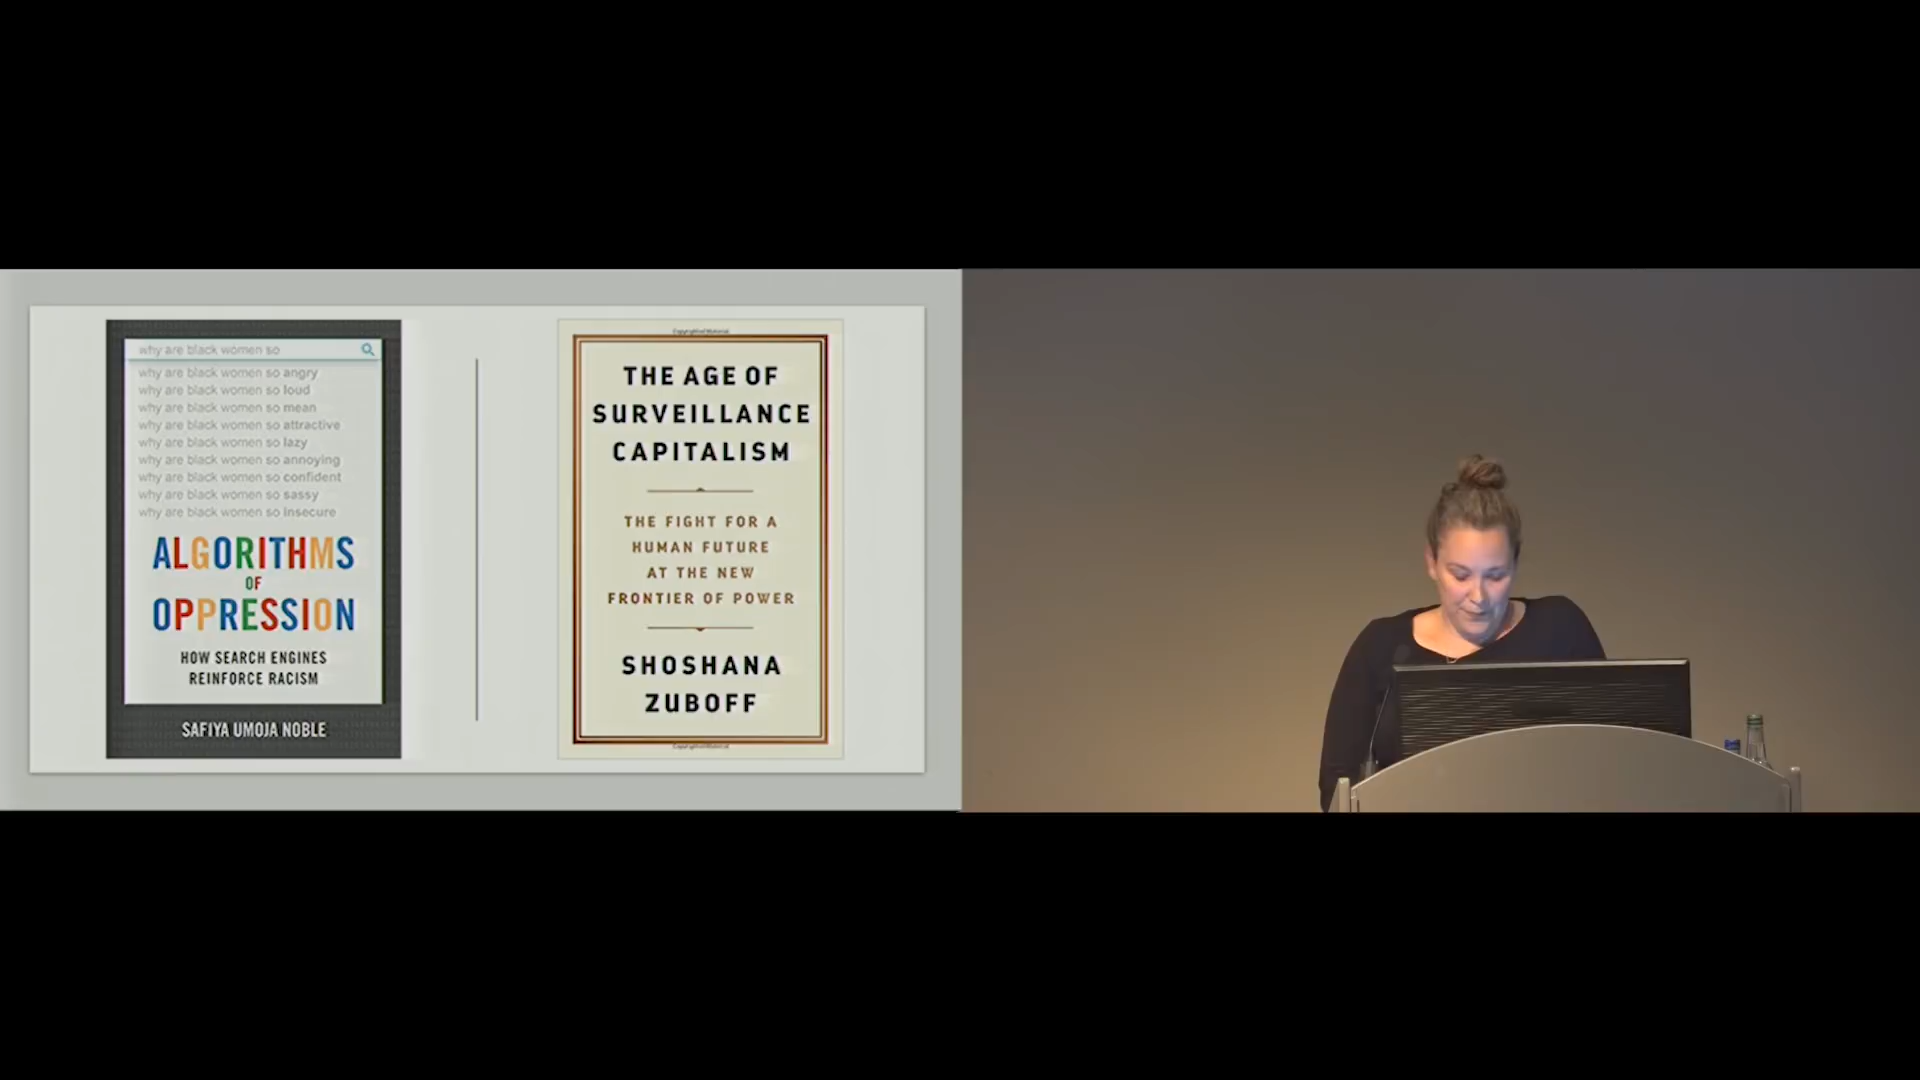 why are black women so
why are black women so angry
why are black women so loud
why are black women so mean
why are black women so attractive
why are black women so lazy
why are black women so annoying
why are black women so confident
why are black women so sassy
why are black women so insecure
ALGORITHMS
OF
OPPRESSION
HOW SEARCH ENGINES
REINFORCE RACISM
SAFIYA UMOJA NOBLE
Copyrighted Material
THE AGE OF
SURVEILLANCE
CAPITALISM
THE FIGHT FOR A
HUMAN FUTURE
AT THE NEW
FRONTIER OF POWER
SHOSHANA
ZUBOFF
Copyrighted Material